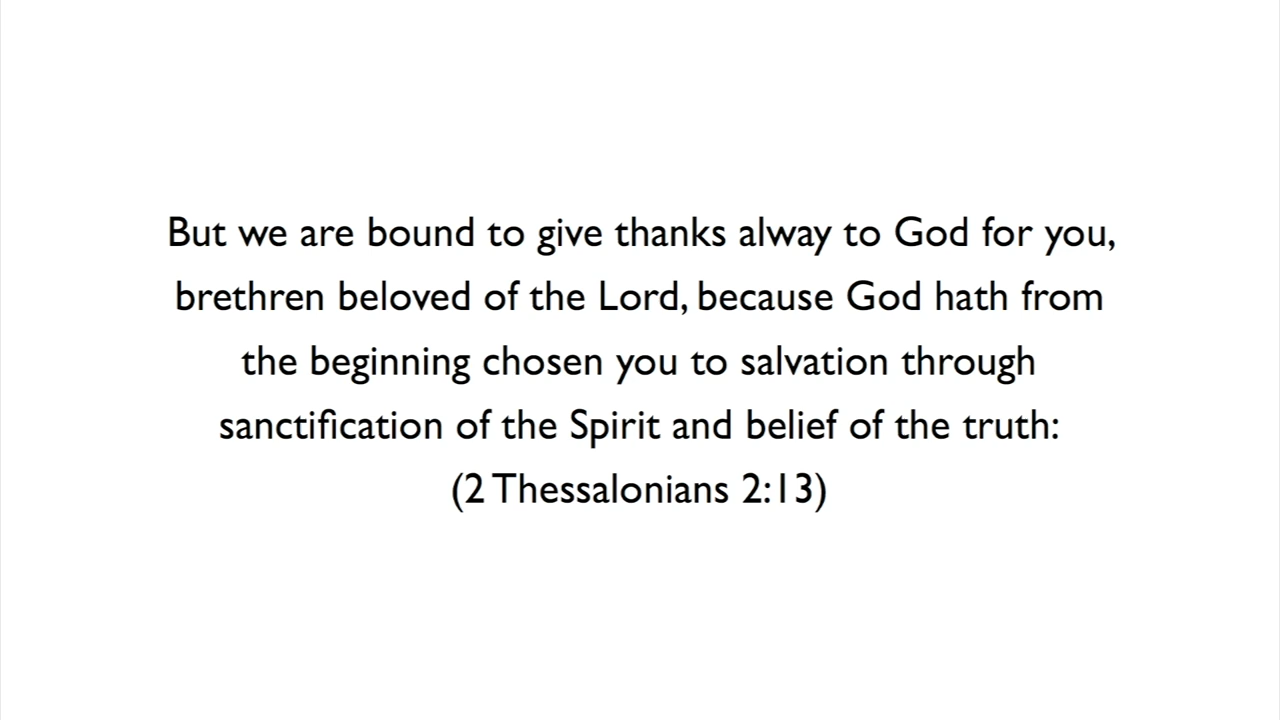 But we are bound to give thanks alway to God for you,
brethren beloved of the Lord, because God hath from
the beginning chosen you to salvation through
sanctification of the Spirit and belief of the truth:
(2 Thessalonians 2:13)